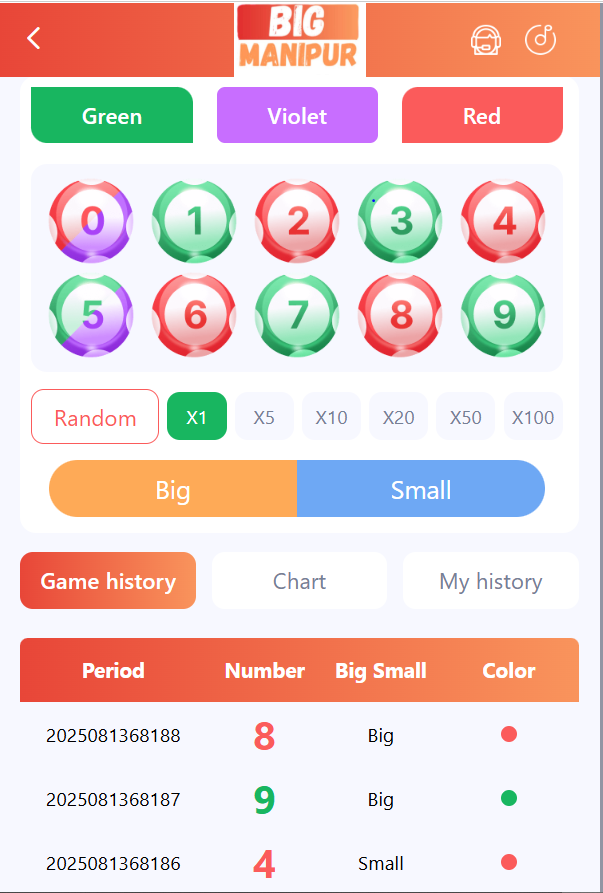 BIG
MANIPUR
Green Violet Red
0 1 2 3 4
5 6 7 8 9
Random X1 X5 X10 X20 X50 X100
Big Small
Game history Chart My history
Period Number Big Small Color
2025081368188 8 Big
2025081368187 9 Big
2025081368186 4 Small